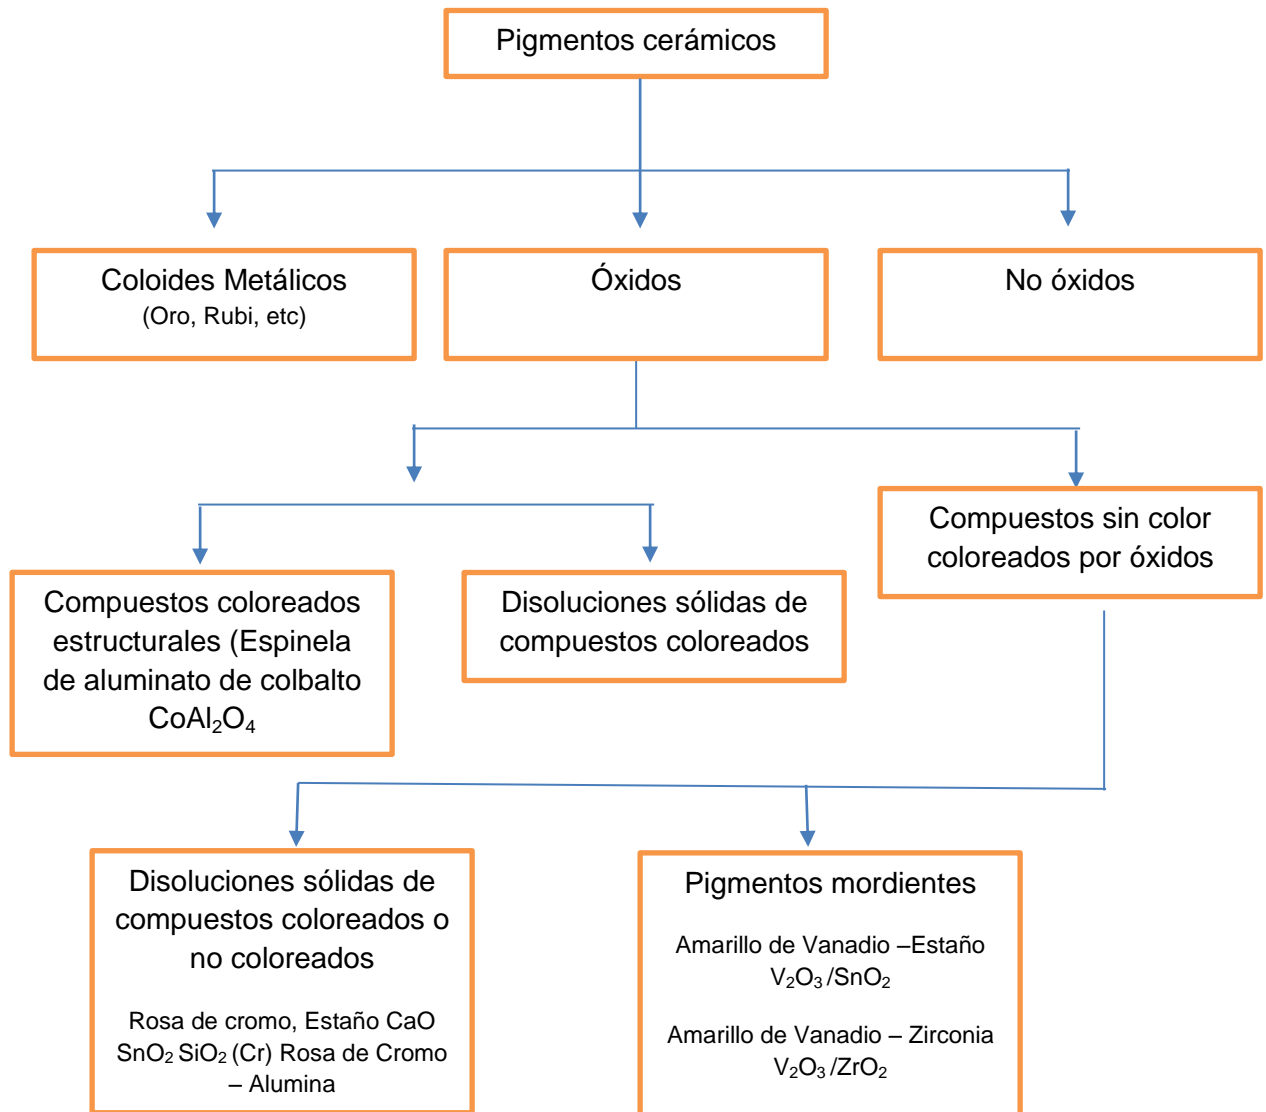 Pigmentos cerámicos
Coloides Metálicos
(Oro, Rubi, etc)
Óxidos
No óxidos
Compuestos sin color
coloreados por óxidos
Compuestos coloreados
estructurales (Espinela
de aluminato de colbalto
CoAl₂O₄
Disoluciones sólidas de
compuestos coloreados
Disoluciones sólidas de
compuestos coloreados o
no coloreados
Rosa de cromo, Estaño CaO
SnO₂ SiO₂ (Cr) Rosa de Cromo
– Alumina
Pigmentos mordientes
Amarillo de Vanadio –Estaño
V₂O₃ /SnO₂
Amarillo de Vanadio – Zirconia
V₂O₃ /ZrO₂